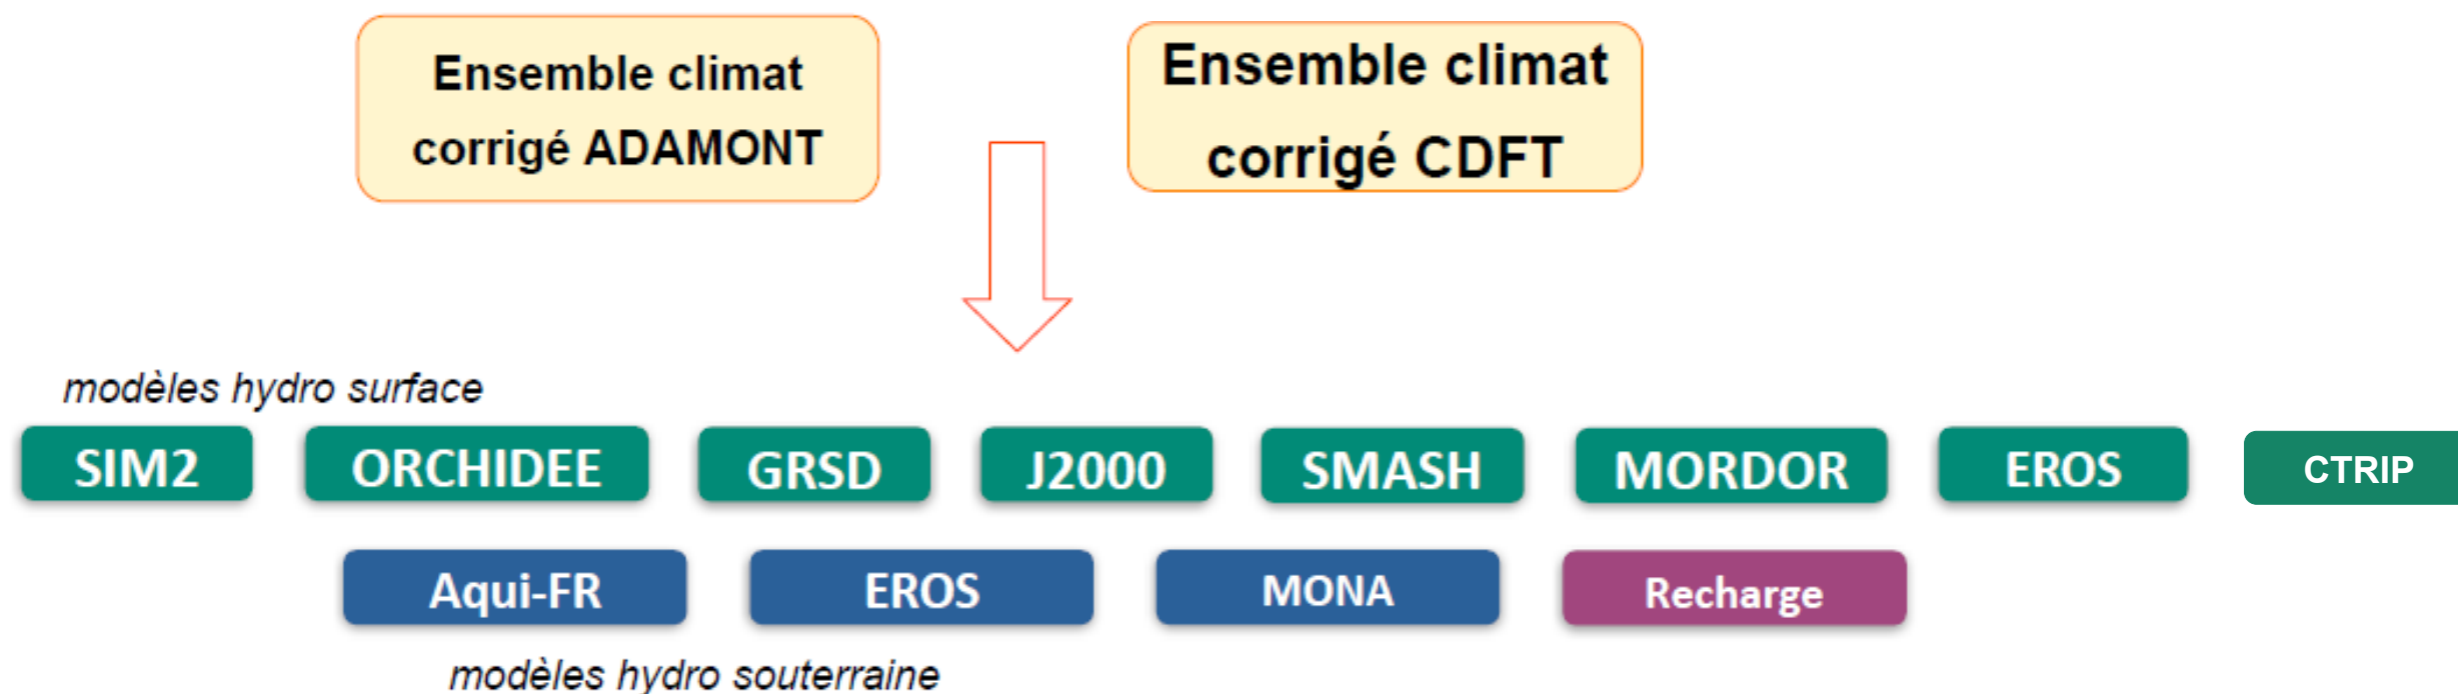 Ensemble climat
corrigé ADAMONT
Ensemble climat
corrigé CDFT
modèles hydro surface
SIM2
ORCHIDEE
GRSD
J2000
SMASH
MORDOR
EROS
CTRIP
Aqui-FR
EROS
MONA
Recharge
modèles hydro souterraine